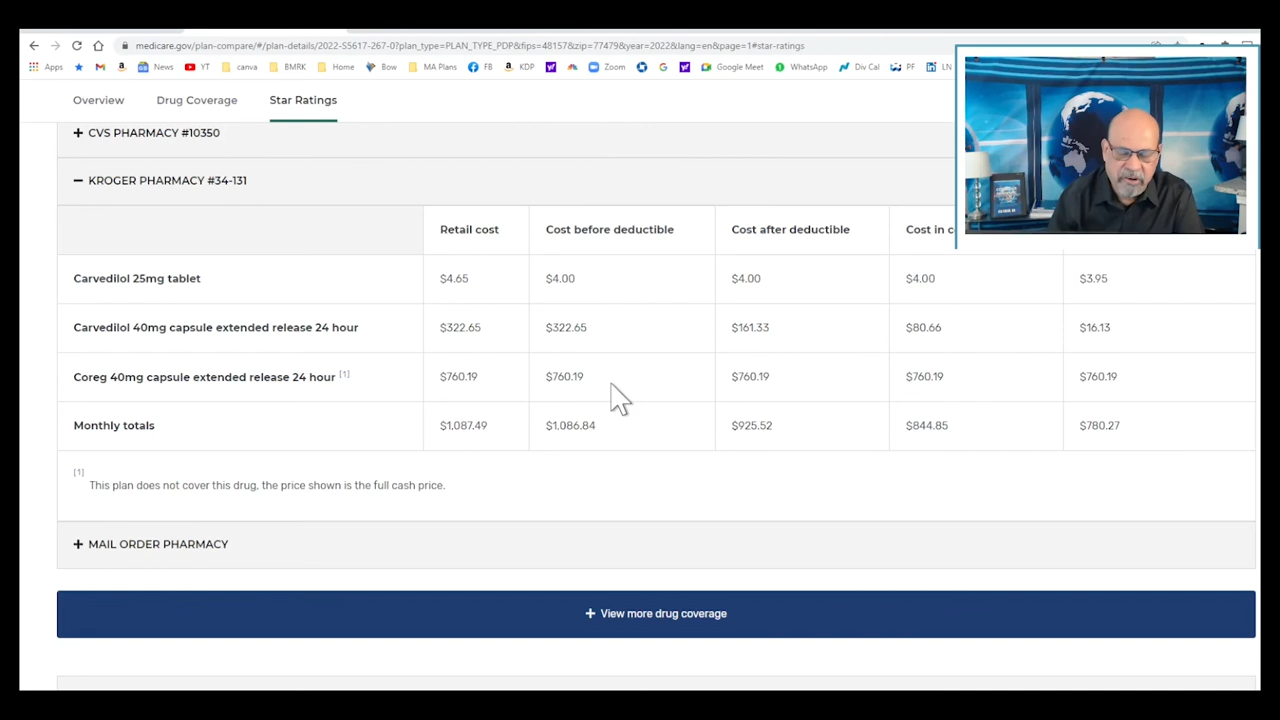 medicare.gov/plan-compare/#/plan-details/2022-S5617-267-0?plan_type=PLAN_TYPE_PDP&fips=48157&zip=77479&year=2022&lang=en&page=1#star-ratings
Apps News YT canva BMRK Home Bow MA Plans FB KDP Zoom Google Meet WhatsApp Div Cal PF LN
Overview Drug Coverage Star Ratings
+ CVS PHARMACY #10350
− KROGER PHARMACY #34-131
Retail cost Cost before deductible Cost after deductible Cost in c
Carvedilol 25mg tablet $4.65 $4.00 $4.00 $4.00 $3.95
Carvedilol 40mg capsule extended release 24 hour $322.65 $322.65 $161.33 $80.66 $16.13
Coreg 40mg capsule extended release 24 hour [1] $760.19 $760.19 $760.19 $760.19 $760.19
Monthly totals $1,087.49 $1,086.84 $925.52 $844.85 $780.27
[1]
This plan does not cover this drug, the price shown is the full cash price.
+ MAIL ORDER PHARMACY
+ View more drug coverage